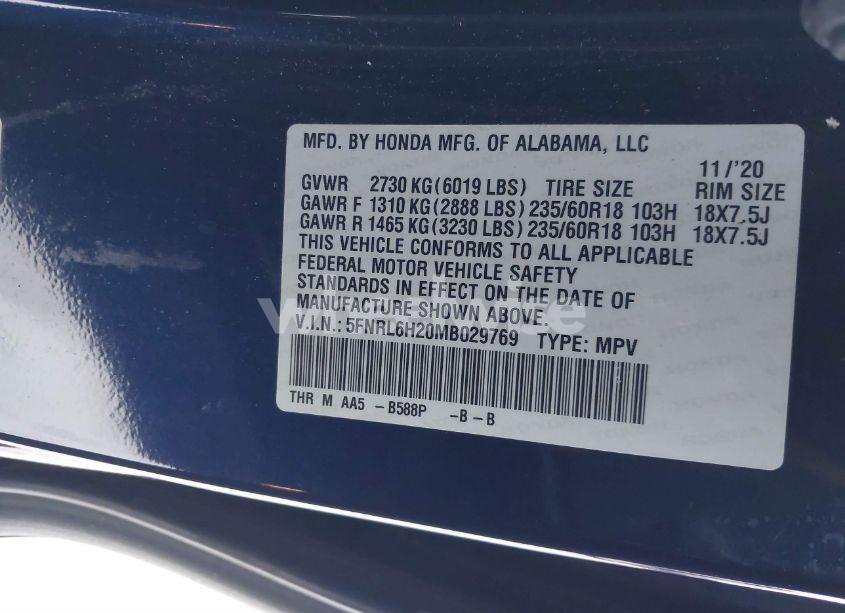 MFD. BY HONDA MFG. OF ALABAMA, LLC
11/'20
GVWR 2730 KG(6019 LBS) TIRE SIZE RIM SIZE
GAWR F 1310 KG(2888 LBS) 235/60R18 103H 18X7.5J
GAWR R 1465 KG(3230 LBS) 235/60R18 103H 18X7.5J
THIS VEHICLE CONFORMS TO ALL APPLICABLE
FEDERAL MOTOR VEHICLE SAFETY
STANDARDS IN EFFECT ON THE DATE OF
MANUFACTURE SHOWN ABOVE.
V.I.N.: 5FNRL6H20MB029769 TYPE: MPV
THR M AA5 -B588P -B-B